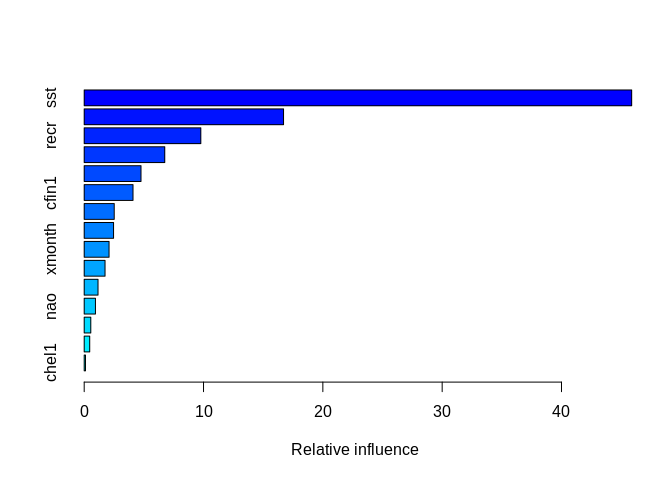 sst
recr
cfin1
xmonth
nao
chel1
0 10 20 30 40
Relative influence